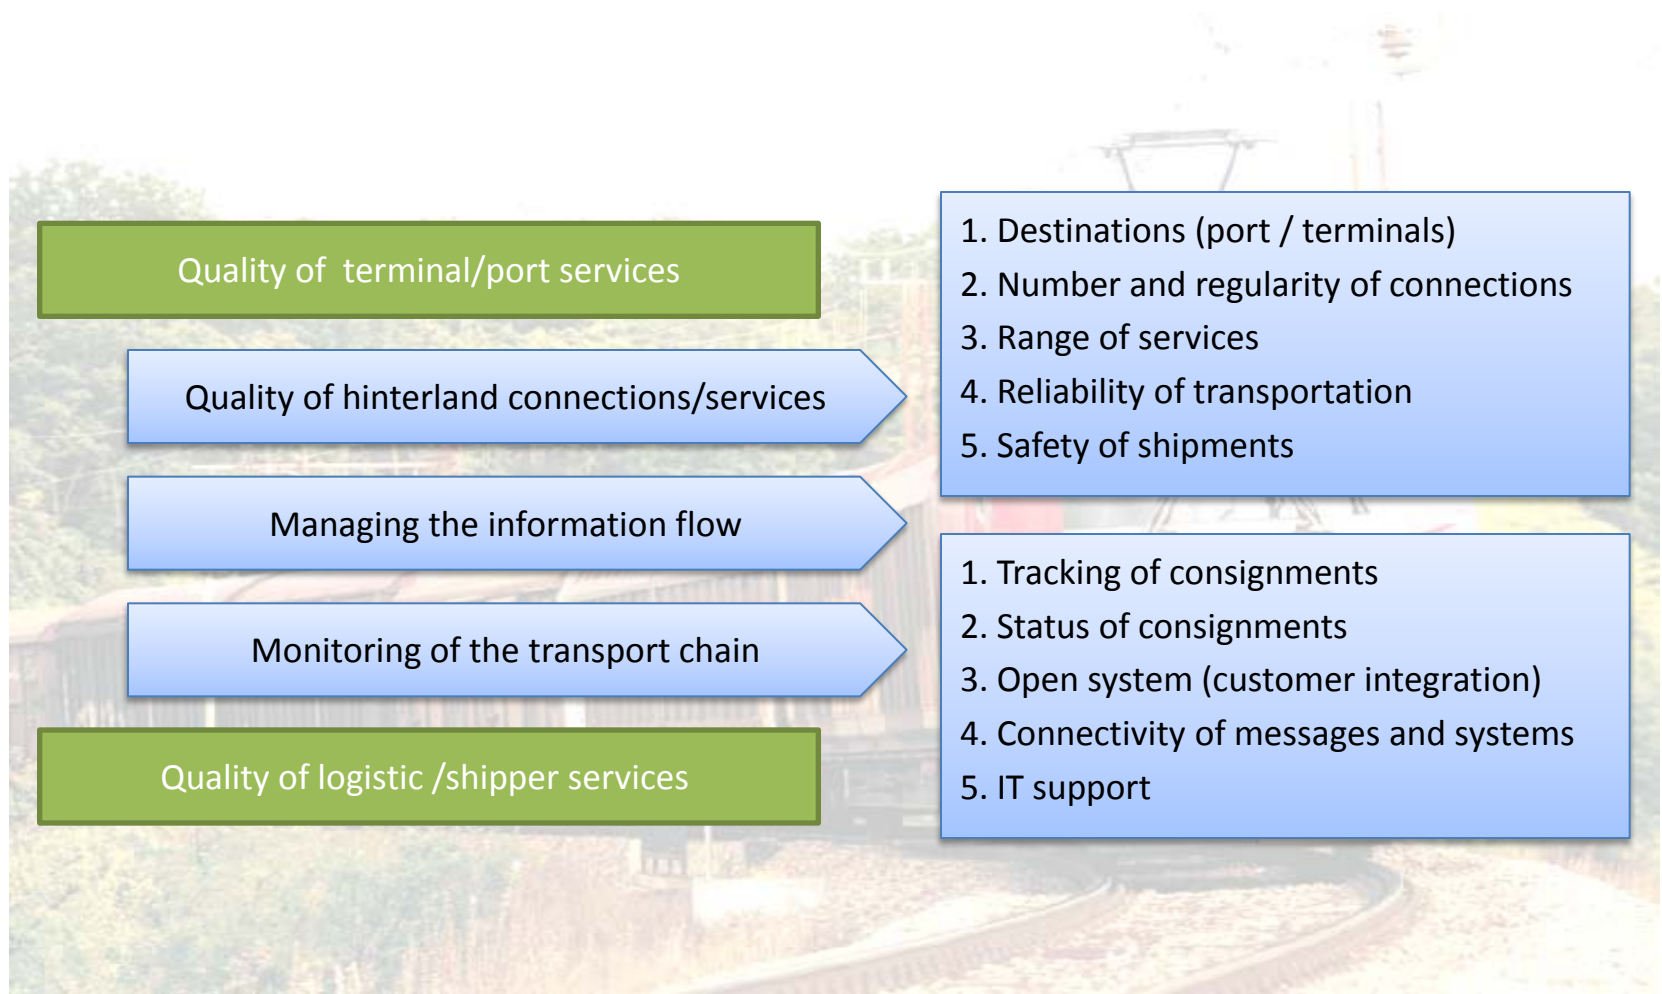 Quality of  terminal/port services
Quality of hinterland connections/services
Managing the information flow
Monitoring of the transport chain
Quality of logistic /shipper services
1. Destinations (port / terminals)
2. Number and regularity of connections
3. Range of services
4. Reliability of transportation
5. Safety of shipments
1. Tracking of consignments
2. Status of consignments
3. Open system (customer integration)
4. Connectivity of messages and systems
5. IT support